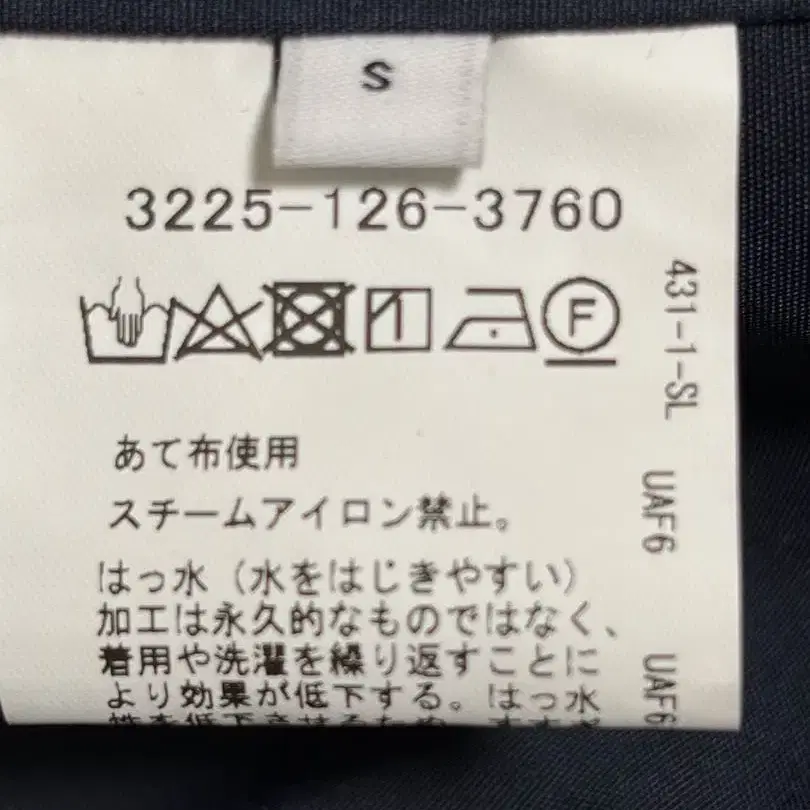 S
3225-126-3760
F
あて布使用
スチームアイロン禁止。
はっ水（水をはじきやすい）
加工は永久的なものではなく、
着用や洗濯を繰り返すことに
より効果が低下する。はっ水
431-1-SL
UAF6
UAF6